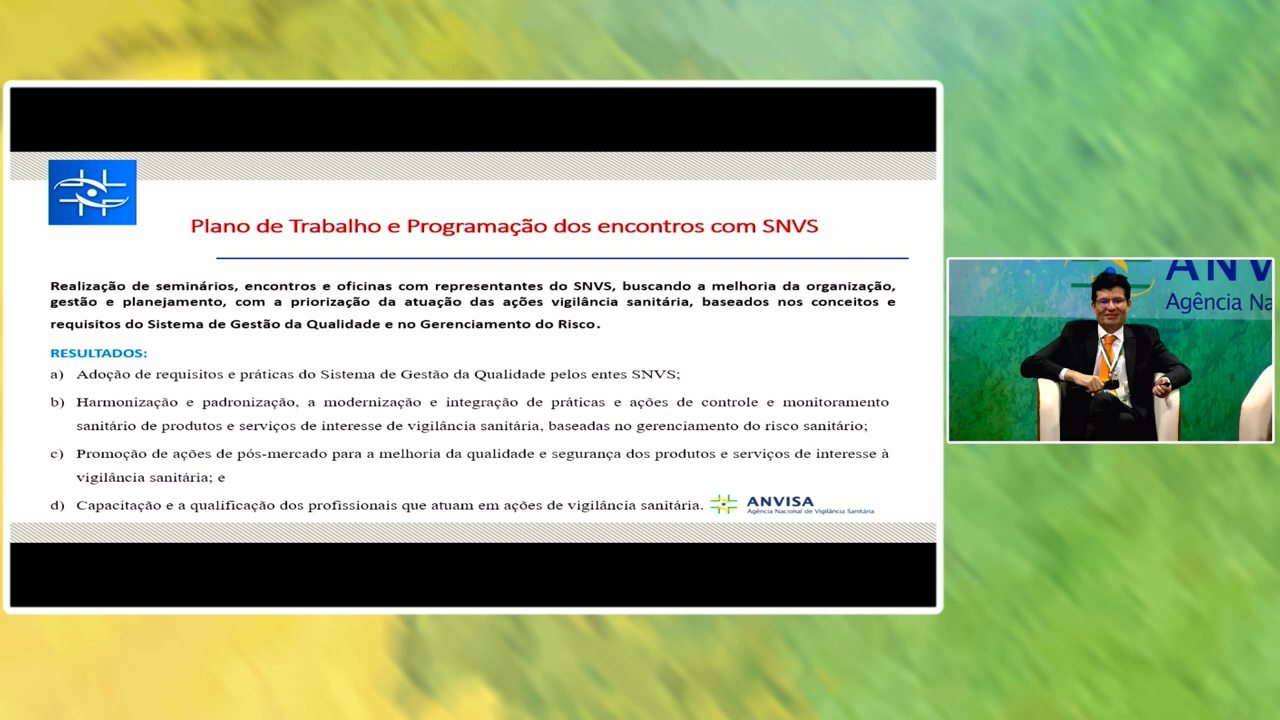 Plano de Trabalho e Programação dos encontros com SNVS
Realização de seminários, encontros e oficinas com representantes do SNVS, buscando a melhoria da organização,
gestão e planejamento, com a priorização da atuação das ações vigilância sanitária, baseados nos conceitos e
requisitos do Sistema de Gestão da Qualidade e no Gerenciamento do Risco.
RESULTADOS:
a) Adoção de requisitos e práticas do Sistema de Gestão da Qualidade pelos entes SNVS;
b) Harmonização e padronização, a modernização e integração de práticas e ações de controle e monitoramento
sanitário de produtos e serviços de interesse de vigilância sanitária, baseadas no gerenciamento do risco sanitário;
c) Promoção de ações de pós-mercado para a melhoria da qualidade e segurança dos produtos e serviços de interesse à
vigilância sanitária; e
d) Capacitação e a qualificação dos profissionais que atuam em ações de vigilância sanitária.
ANVISA
Agência Nacional de Vigilância Sanitária
ANV
Agência Na